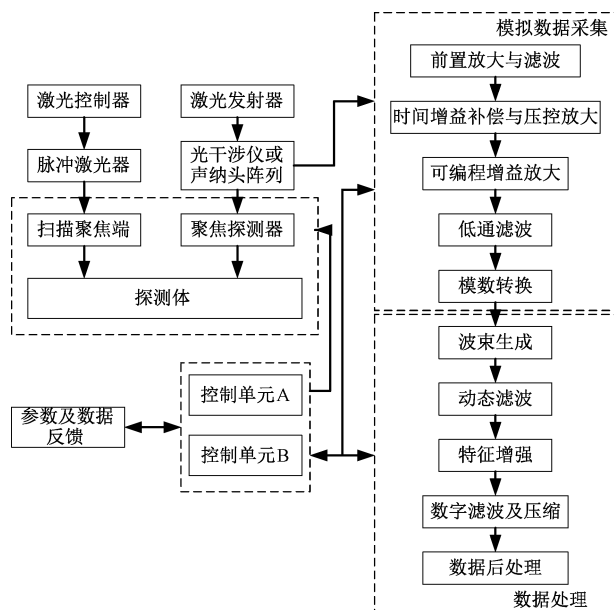 模拟数据采集
激光控制器
脉冲激光器
扫描聚焦端
激光发射器
光干涉仪或
声纳头阵列
聚焦探测器
探测体
参数及数据
反馈
控制单元A
控制单元B
前置放大与滤波
时间增益补偿与压控放大
可编程增益放大
低通滤波
模数转换
波束生成
动态滤波
特征增强
数字滤波及压缩
数据后处理
数据处理